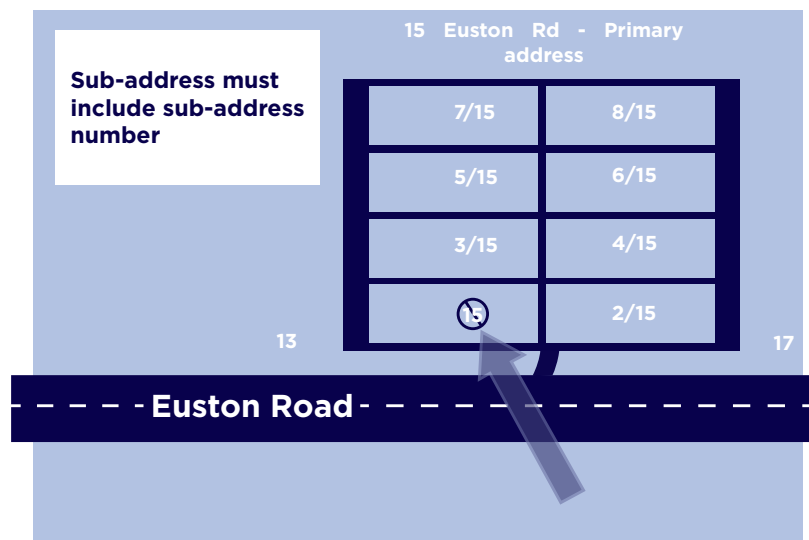 15 Euston Rd - Primary
address
Sub-address must
include sub-address
number
7/15
8/15
5/15
6/15
3/15
4/15
15
2/15
13
17
Euston Road